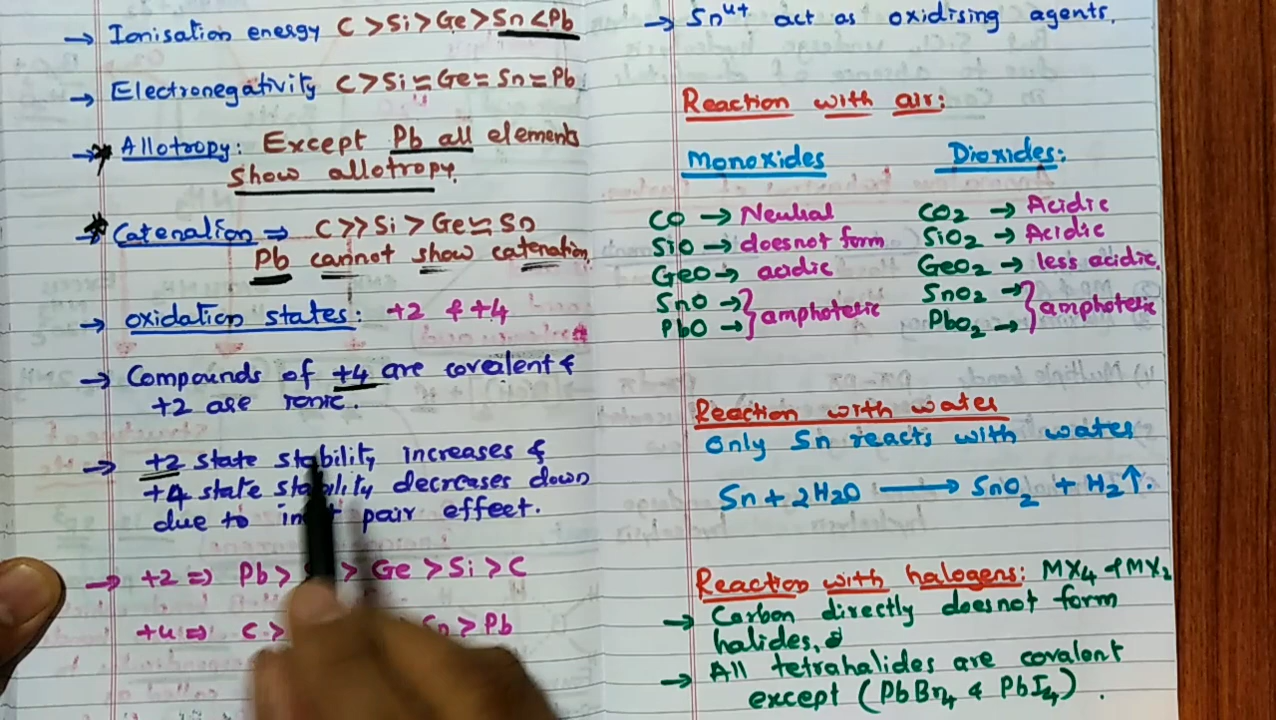 → Ionisation energy C > Si > Ge > Sn < Pb
→ Electronegativity C > Si ≃ Ge ≃ Sn ≃ Pb
→ Allotropy: Except Pb all elements
show allotropy.
→ Catenation ⇒ C >> Si > Ge ≃ Sn
Pb cannot show catenation.
→ oxidation states: +2 & +4
→ Compounds of +4 are covalent &
+2 are ionic.
→ +2 state stability increases &
+4 state stability decreases down
due to pair effect.
→ +2 ⇒ Pb > > Ge > Si > C
+4 ⇒ C > > Pb
→ Sn4+ act as oxidising agents.
Reaction with air:
Monoxides Dioxides:
CO → Neutral CO2 → Acidic
SiO → doesnot form SiO2 → Acidic
GeO → acidic GeO2 → less acidic.
SnO → SnO2 →
PbO → } amphoteric PbO2 → } amphoteric
Reaction with water
Only Sn reacts with water
Sn + 2H2O → SnO2 + H2↑.
Reaction with halogens: MX4 & MX2
→ Carbon directly doesnot form
halides.
→ All tetrahalides are covalent
except (PbBr4 & PbI4).